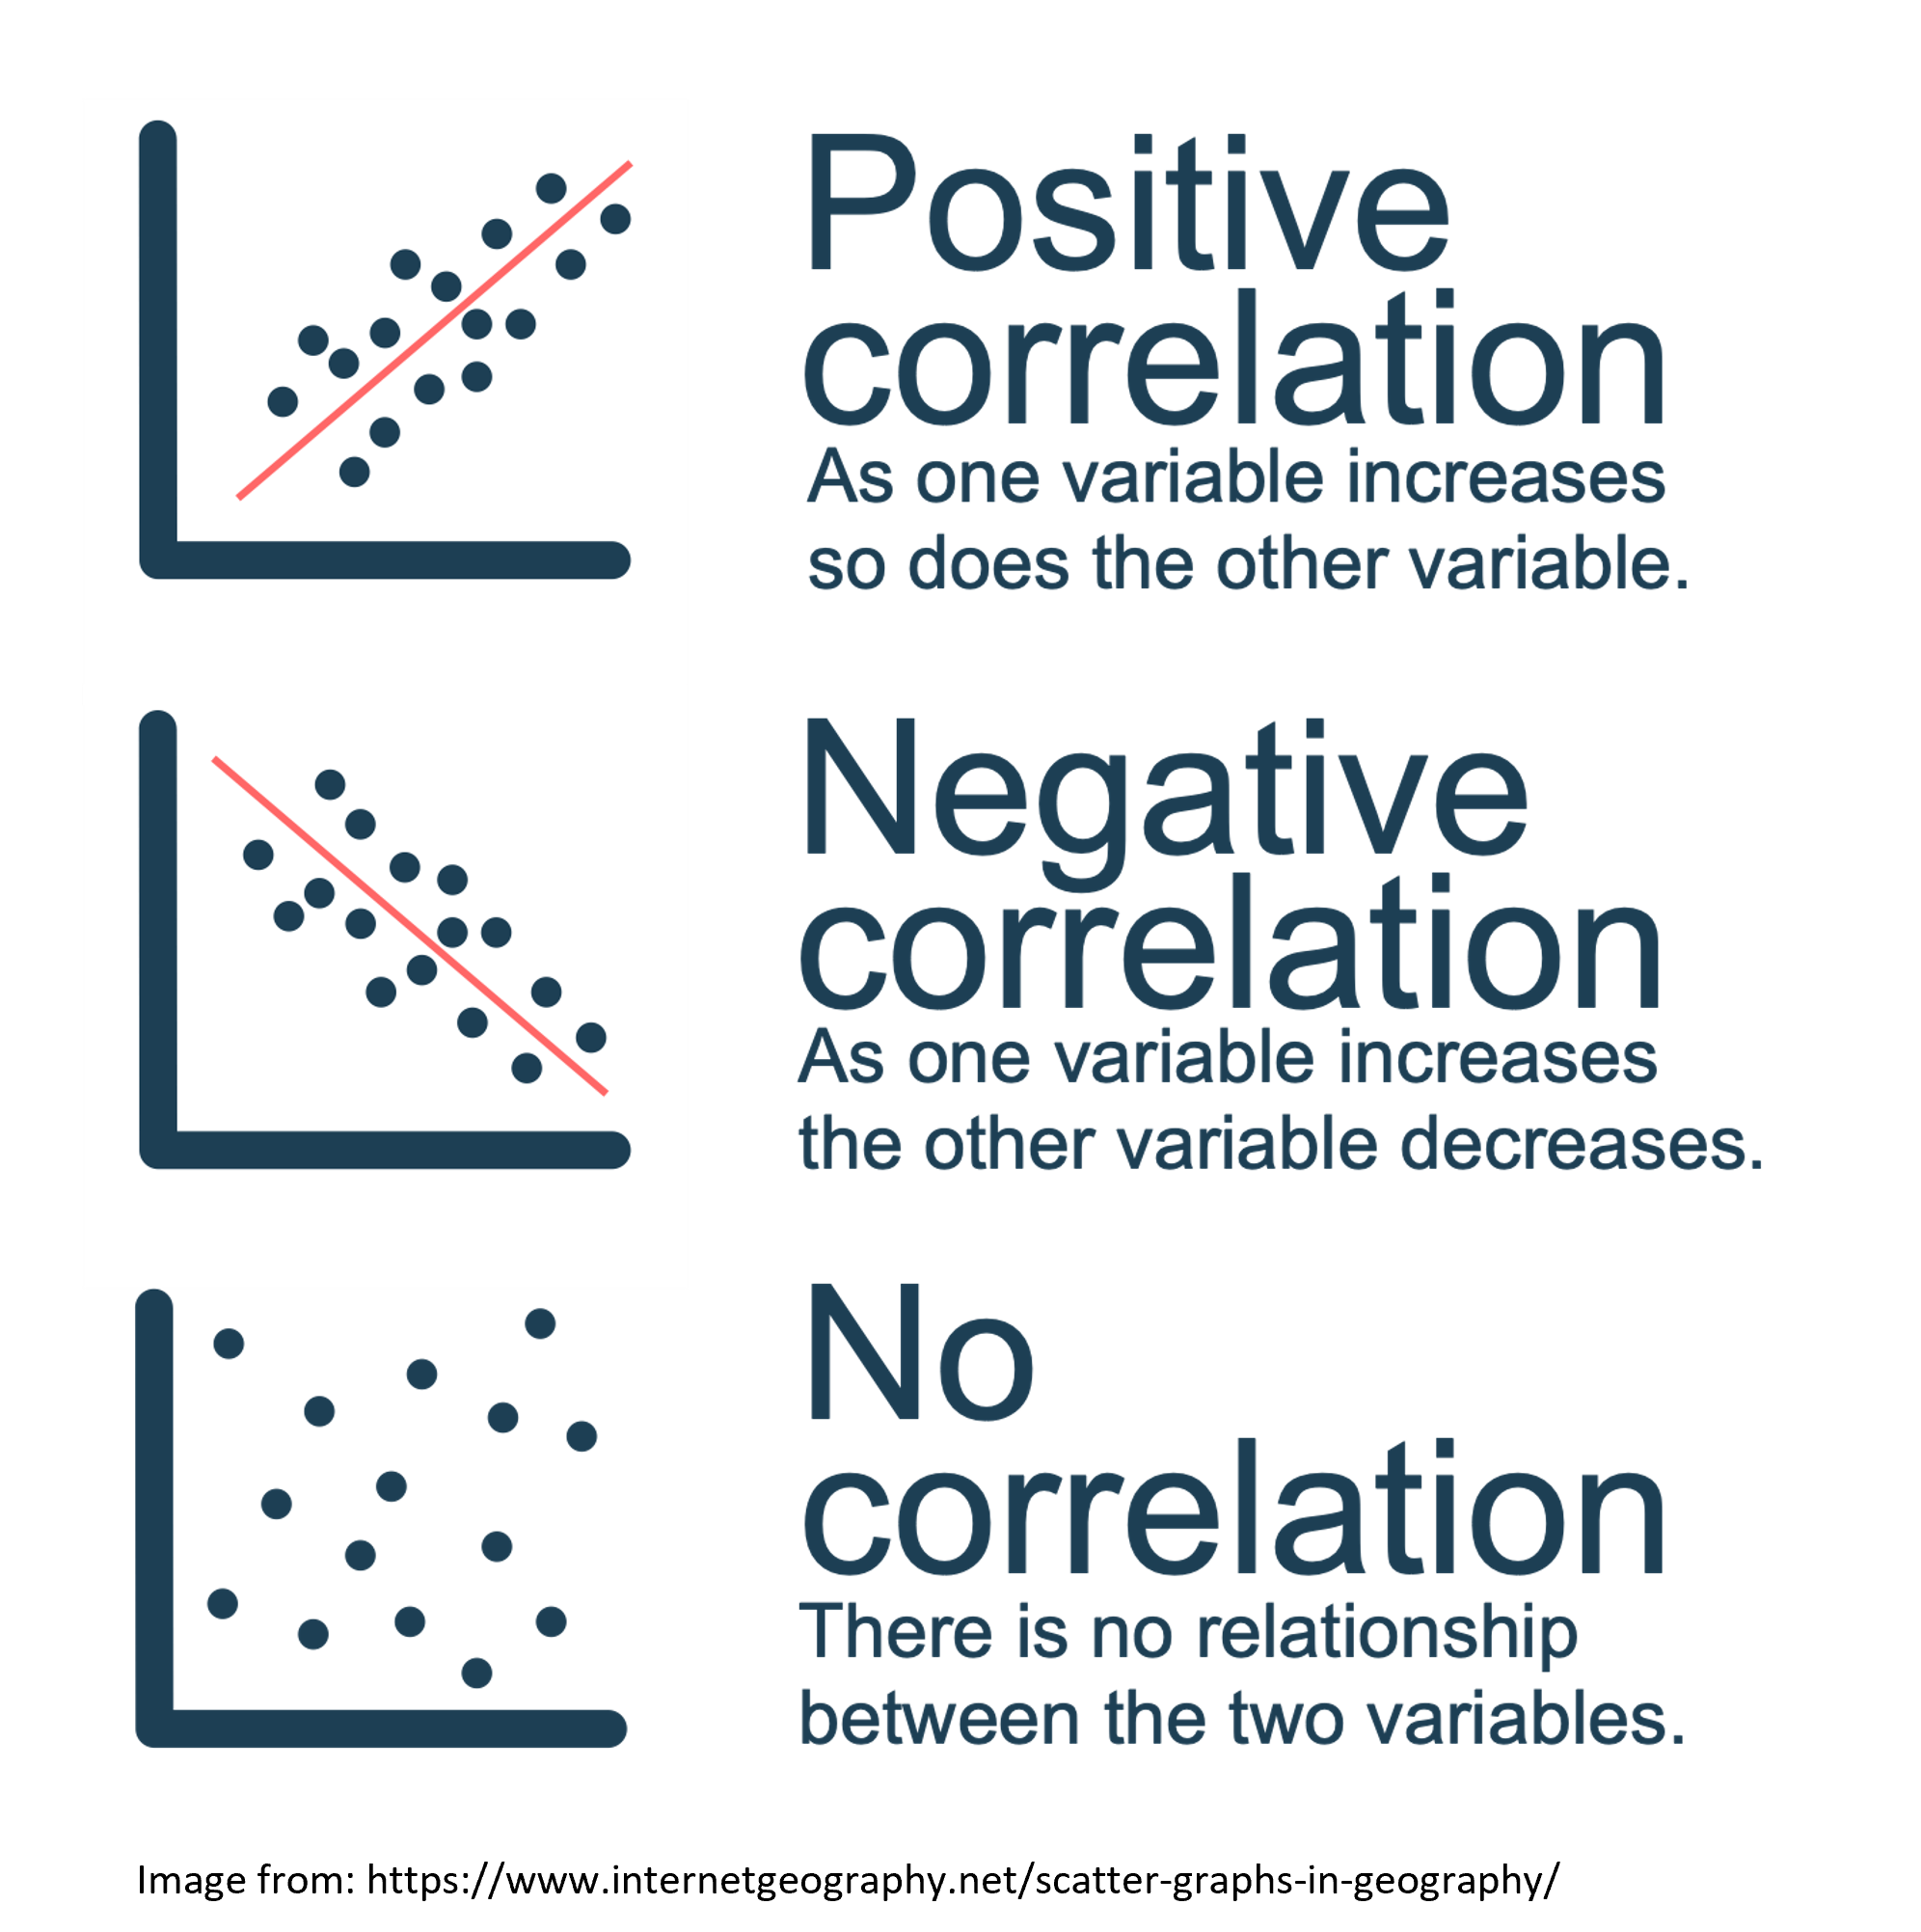 Positive
correlation
As one variable increases
so does the other variable.
Negative
correlation
As one variable increases
the other variable decreases.
No
correlation
There is no relationship
between the two variables.
Image from: https://www.internetgeography.net/scatter-graphs-in-geography/